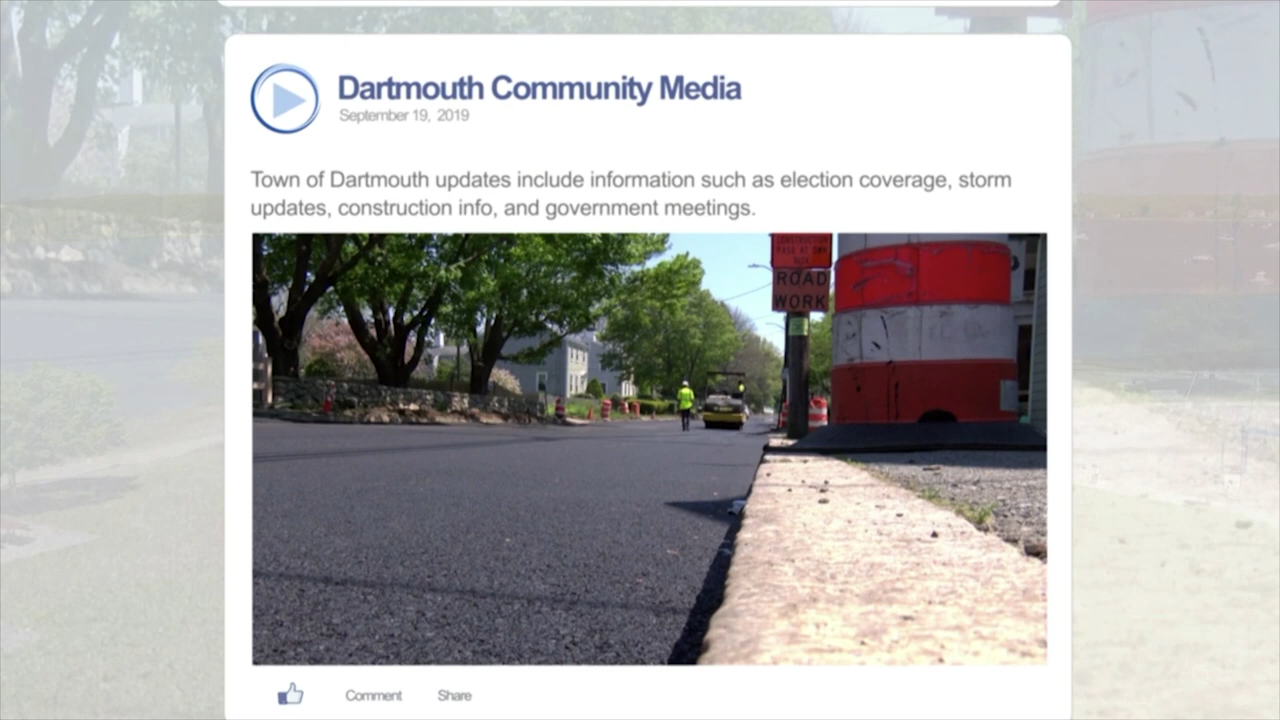 Dartmouth Community Media
September 19, 2019
Town of Dartmouth updates include information such as election coverage, storm
updates, construction info, and government meetings.
ROAD
WORK
Comment
Share